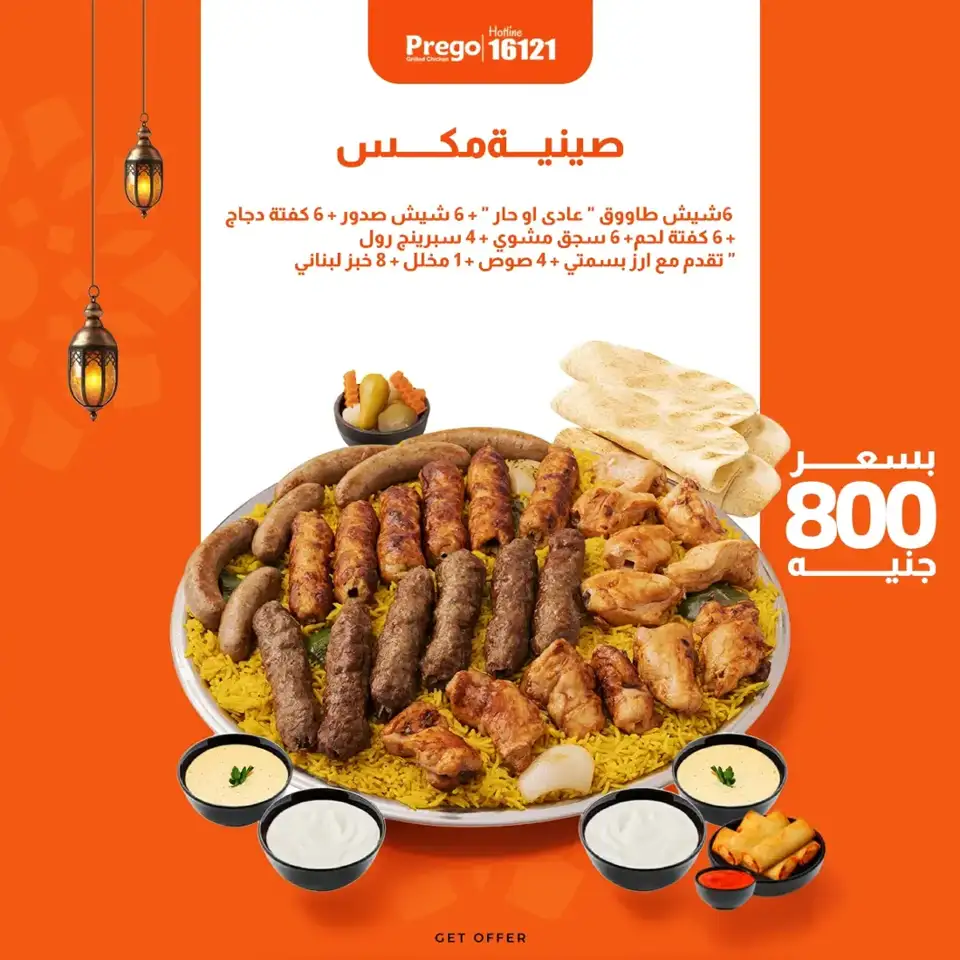 Hotline
Prego 16121
Grilled Chicken
صينيةمكس
6شيش طاووق " عادى او حار " + 6 شيش صدور + 6 كفتة دجاج
+ 6 كفتة لحم+ 6 سجق مشوي + 4 سبرينج رول
" تقدم مع ارز بسمتي + 4 صوص + 1 مخلل + 8 خبز لبناني
بسعر
800
جنيه
GET OFFER